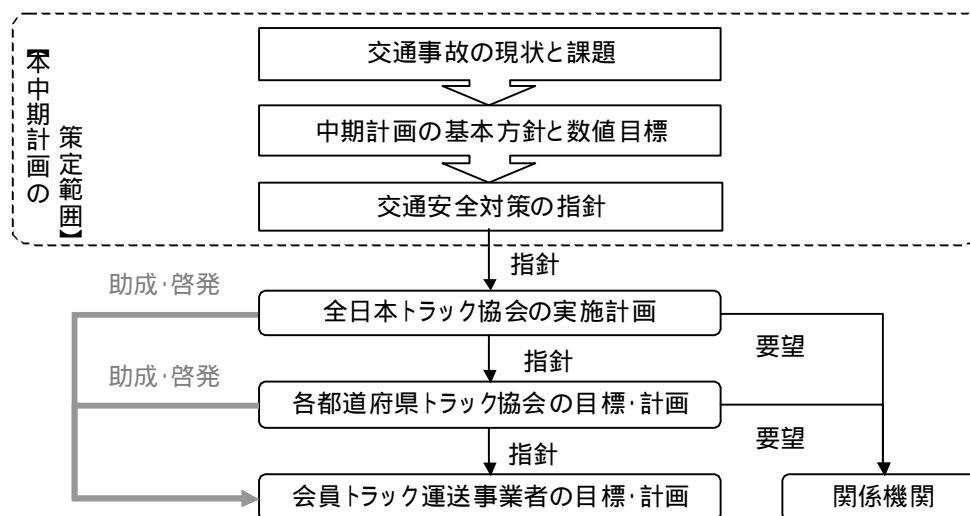 【本中期計画の
策定範囲】
交通事故の現状と課題
中期計画の基本方針と数値目標
交通安全対策の指針
指針
助成・啓発
全日本トラック協会の実施計画
要望
指針
助成・啓発
各都道府県トラック協会の目標・計画
要望
指針
会員トラック運送事業者の目標・計画
関係機関